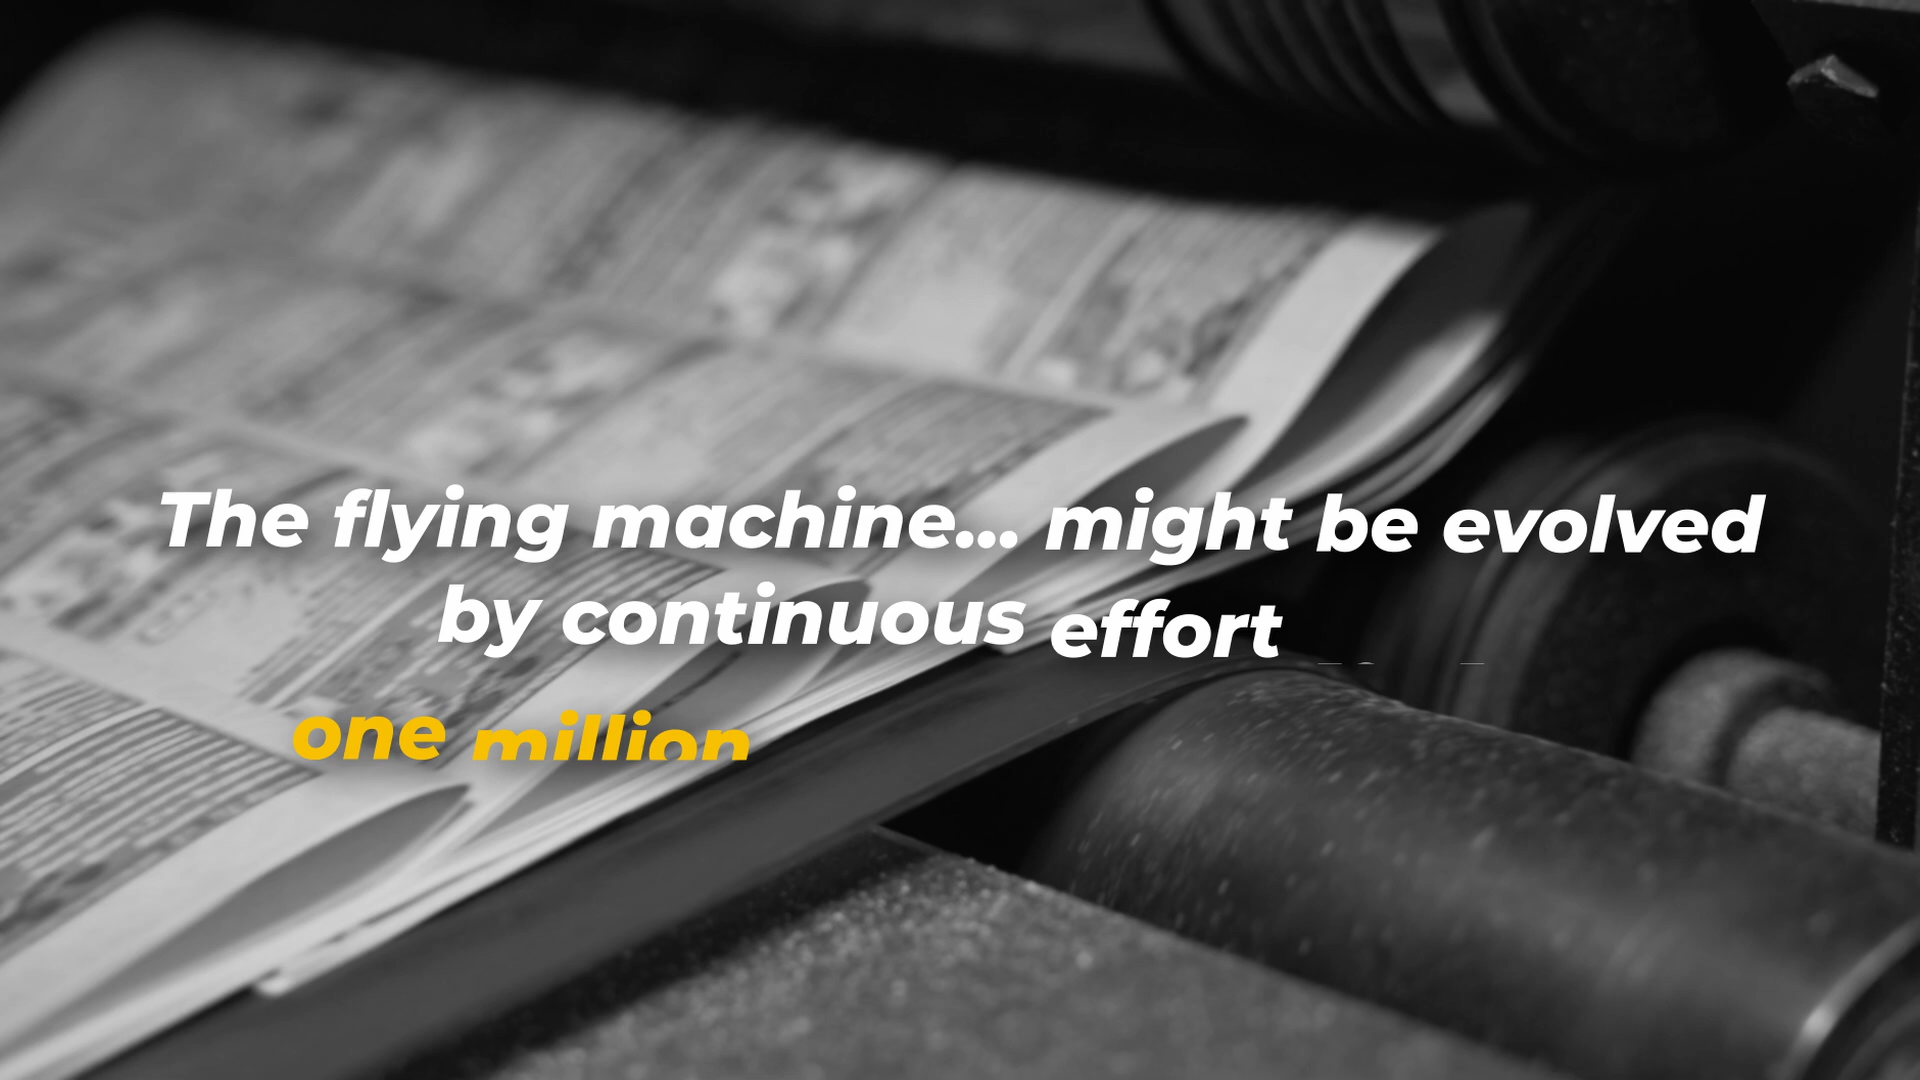 The flying machine... might be evolved
by continuous effort
one million